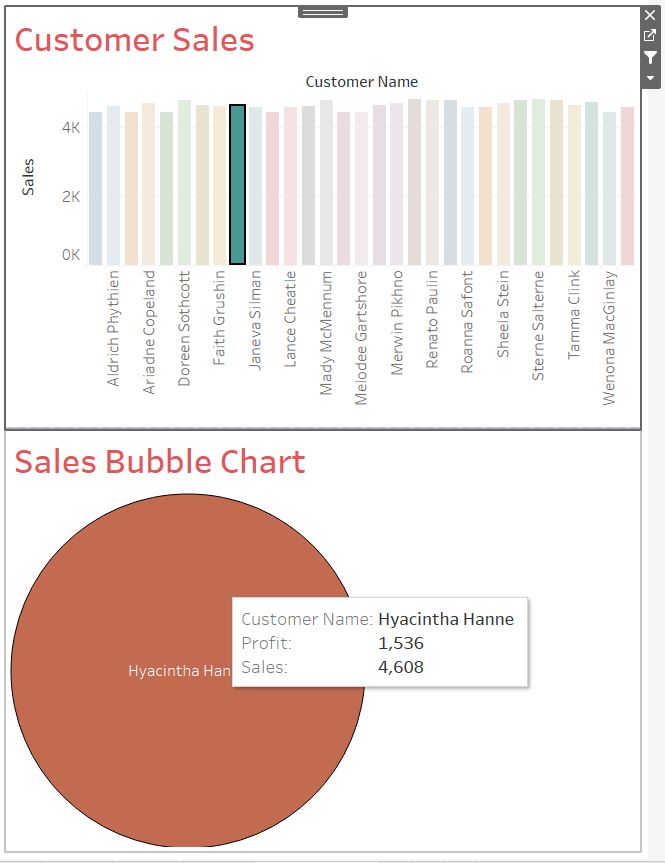 Customer Sales
Customer Name
Sales
4K
2K
0K
Aldrich Phythien
Ariadne Copeland
Doreen Sothcott
Faith Grushin
Janeva Silman
Lance Cheatle
Mady McMennum
Melodee Gartshore
Merwin Pikhno
Renato Paulin
Roanna Safont
Sheela Stein
Sterne Salterne
Tamma Clink
Wenona MacGinlay
Sales Bubble Chart
Hyacintha Han
Customer Name: Hyacintha Hanne
Profit: 1,536
Sales: 4,608